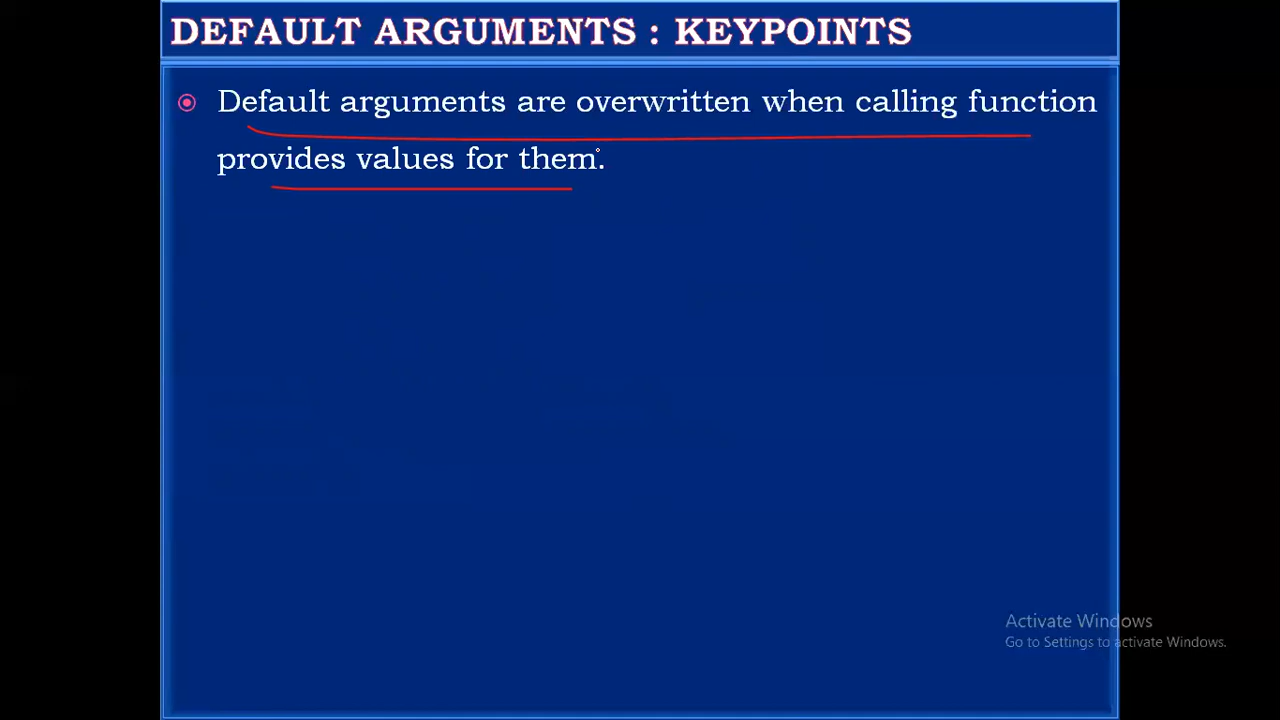 DEFAULT ARGUMENTS : KEYPOINTS
Default arguments are overwritten when calling function
provides values for them.
Activate Windows
Go to Settings to activate Windows.